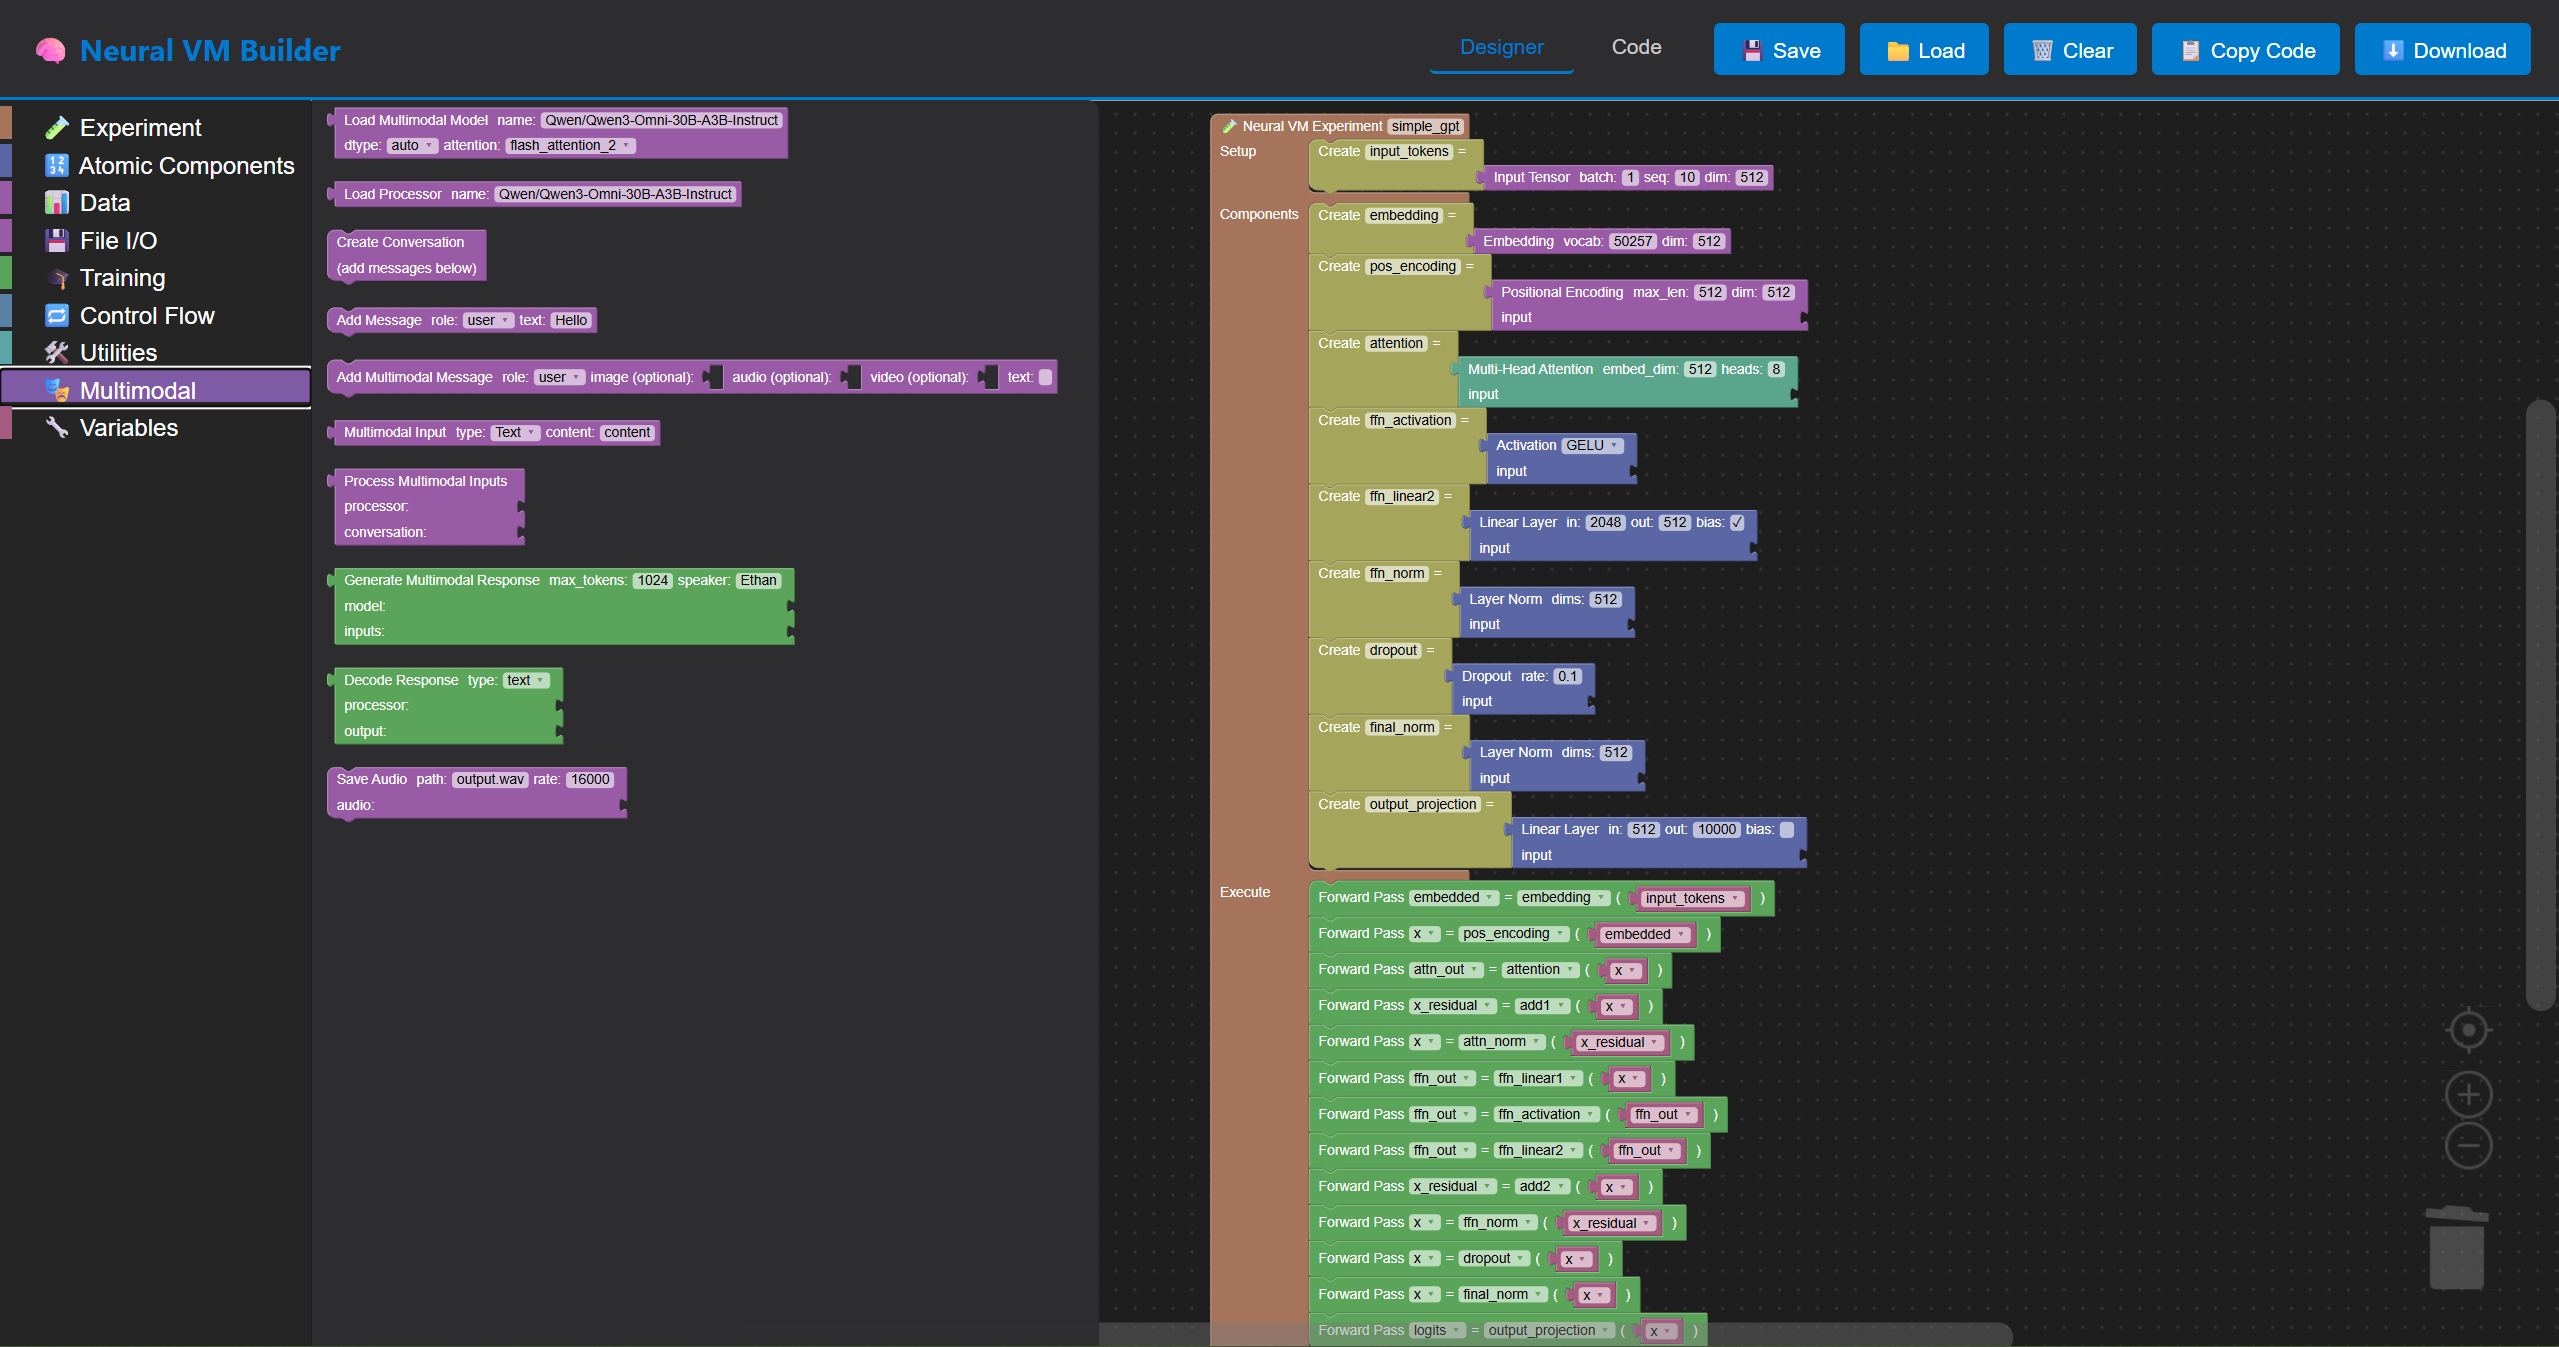 Neural VM Builder
Designer
Code
Save
Load
Clear
Copy Code
Download
Experiment
Atomic Components
Data
File I/O
Training
Control Flow
Utilities
Multimodal
Variables
Load Multimodal Model name: Qwen/Qwen3-Omni-30B-A3B-Instruct
dtype: auto attention: flash_attention_2
Load Processor name: Qwen/Qwen3-Omni-30B-A3B-Instruct
Create Conversation
(add messages below)
Add Message role: user text: Hello
Add Multimodal Message role: user image (optional): audio (optional): video (optional): text:
Multimodal Input type: Text content: content
Process Multimodal Inputs
processor:
conversation:
Generate Multimodal Response max_tokens: 1024 speaker: Ethan
model:
inputs:
Decode Response type: text
processor:
output:
Save Audio path: output.wav rate: 16000
audio:
Neural VM Experiment simple_gpt
Setup
Create input_tokens =
Input Tensor batch: 1 seq: 10 dim: 512
Components
Create embedding =
Embedding vocab: 50257 dim: 512
Create pos_encoding =
Positional Encoding max_len: 512 dim: 512
input
Create attention =
Multi-Head Attention embed_dim: 512 heads: 8
input
Create ffn_activation =
Activation GELU
input
Create ffn_linear2 =
Linear Layer in: 2048 out: 512 bias: ✓
input
Create ffn_norm =
Layer Norm dims: 512
input
Create dropout =
Dropout rate: 0.1
input
Create final_norm =
Layer Norm dims: 512
input
Create output_projection =
Linear Layer in: 512 out: 10000 bias:
input
Execute
Forward Pass embedded = embedding ( input_tokens )
Forward Pass x = pos_encoding ( embedded )
Forward Pass attn_out = attention ( x )
Forward Pass x_residual = add1 ( x )
Forward Pass x = attn_norm ( x_residual )
Forward Pass ffn_out = ffn_linear1 ( x )
Forward Pass ffn_out = ffn_activation ( ffn_out )
Forward Pass ffn_out = ffn_linear2 ( ffn_out )
Forward Pass x_residual = add2 ( x )
Forward Pass x = ffn_norm ( x_residual )
Forward Pass x = dropout ( x )
Forward Pass x = final_norm ( x )
Forward Pass logits = output_projection ( x )